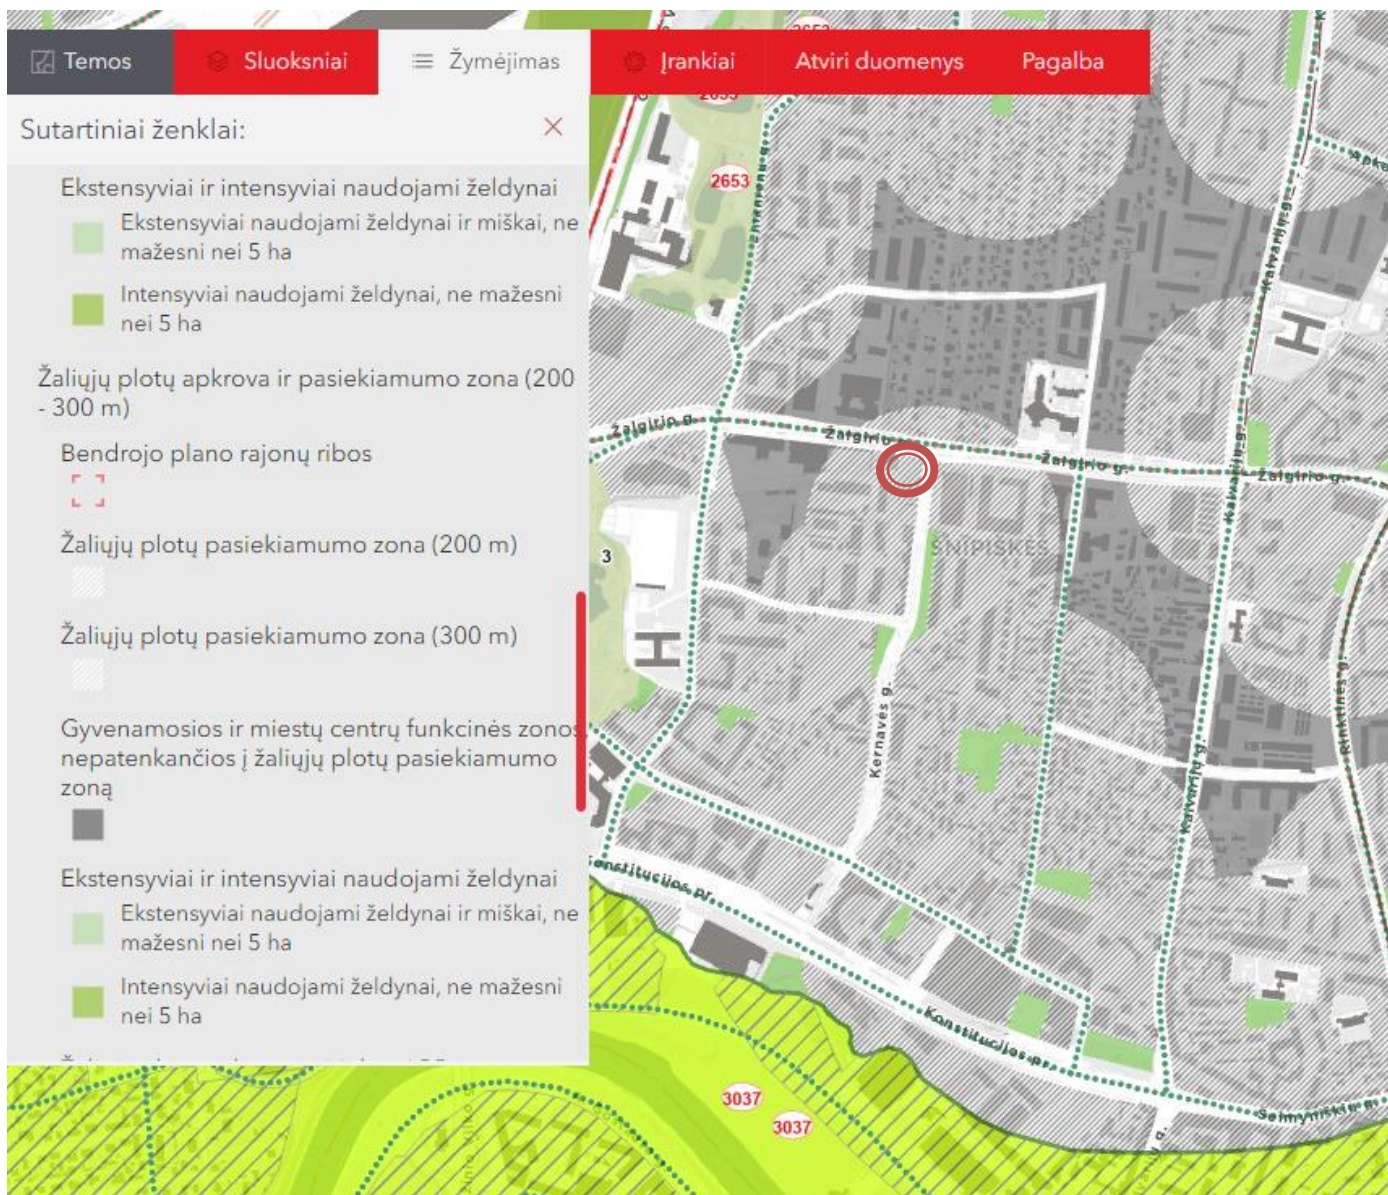 Temos
Sluoksniai
Žymėjimas
Įrankiai
Atviri duomenys
Pagalba
Sutartiniai ženklai:
Ekstensyviai ir intensyviai naudojami želdynai
Ekstensyviai naudojami želdynai ir miškai, ne
mažesni nei 5 ha
Intensyviai naudojami želdynai, ne mažesni
nei 5 ha
Žaliųjų plotų apkrova ir pasiekiamumo zona (200
- 300 m)
Bendrojo plano rajonų ribos
Žaliųjų plotų pasiekiamumo zona (200 m)
Žaliųjų plotų pasiekiamumo zona (300 m)
Gyvenamosios ir miestų centrų funkcinės zonos,
nepatenkančios į žaliųjų plotų pasiekiamumo
zoną
Ekstensyviai ir intensyviai naudojami želdynai
Ekstensyviai naudojami želdynai ir miškai, ne
mažesni nei 5 ha
Intensyviai naudojami želdynai, ne mažesni
nei 5 ha
2653
Kalvarijų g.
Žalgirio g.
Žalgirio
Žalgirio g.
Žalgirio g.
Kalvarijų g.
ŠNIPIŠKĖS
3
Kernavės g.
Rinktinės g.
Kalvarijų g.
Konstitucijos pr.
Konstitucijos pr.
Šeimyniškių g.
3037
3037